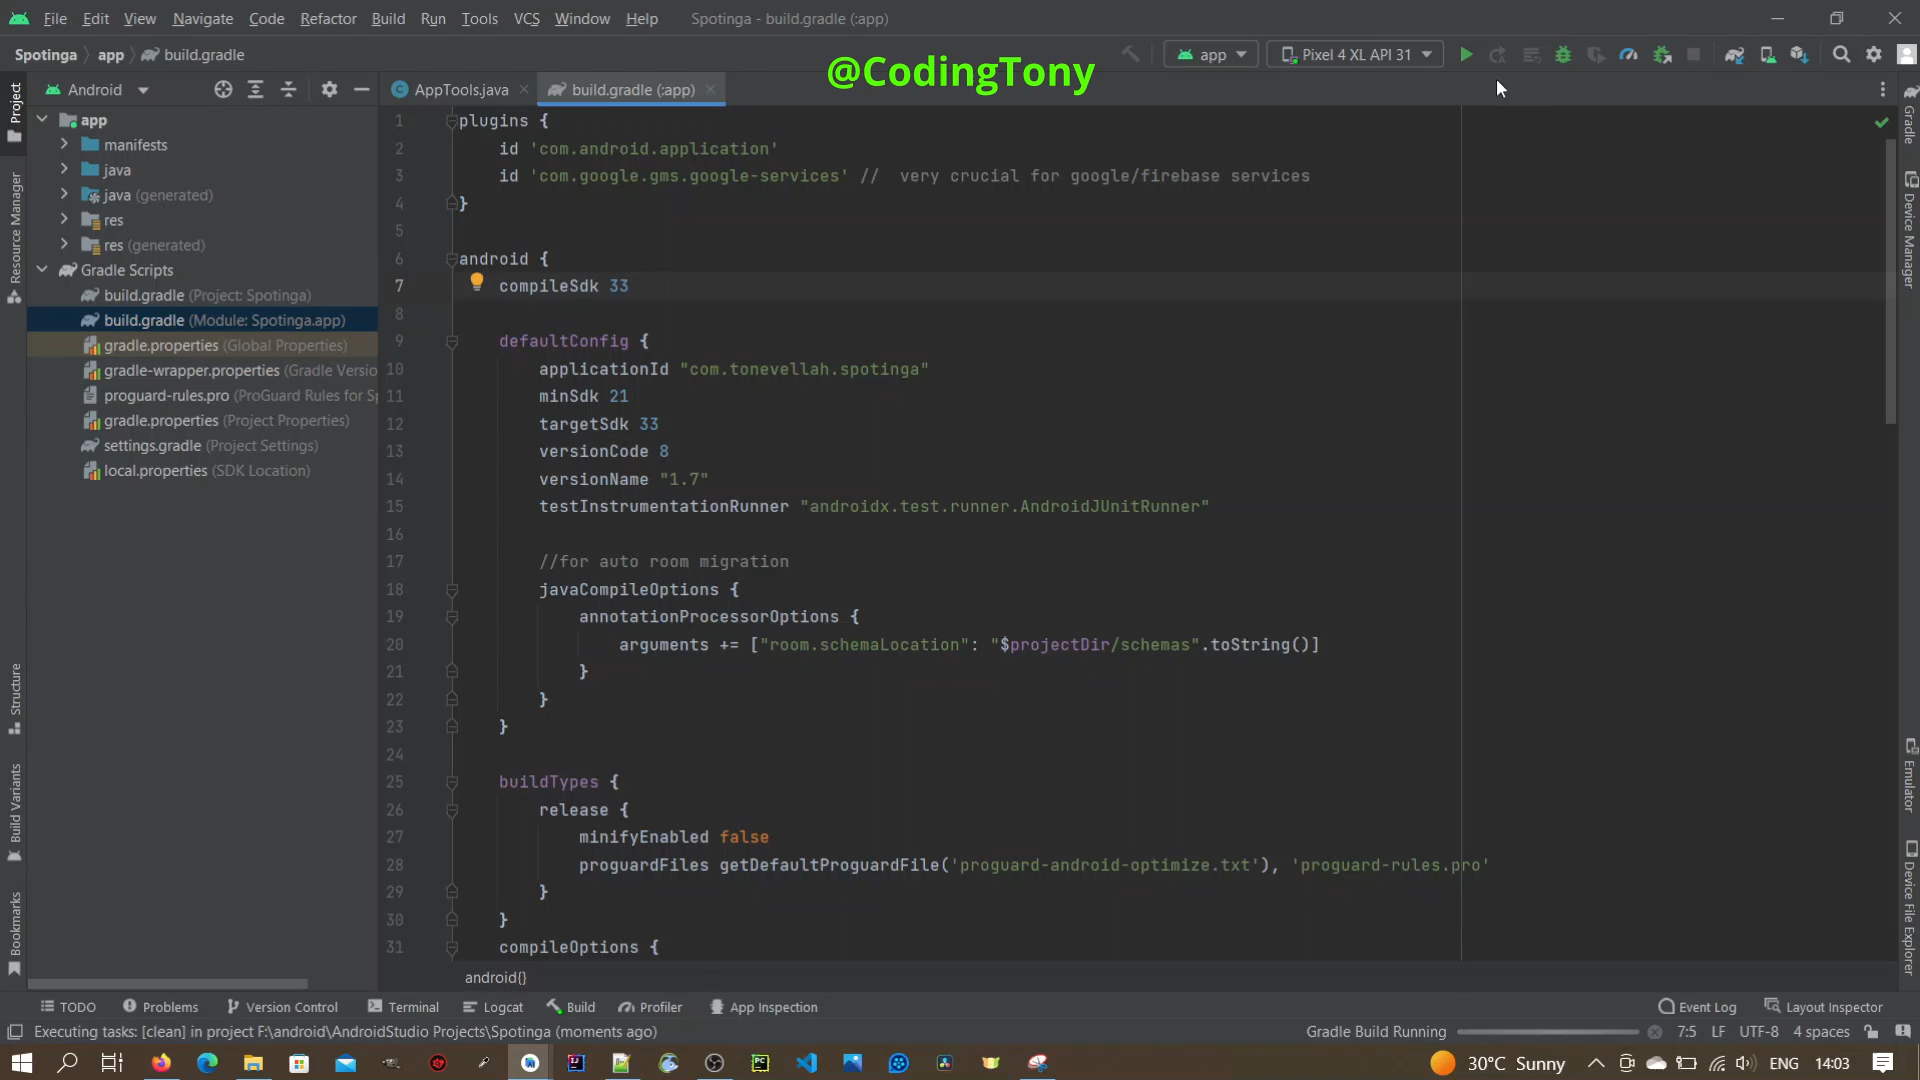 File Edit View Navigate Code Refactor Build Run Tools VCS Window Help Spotinga - build.gradle (:app)
Spotinga app build.gradle
app Pixel 4 XL API 31
@CodingTony
Project
Resource Manager
Structure
Build Variants
Bookmarks
Android
app
manifests
java
java (generated)
res
res (generated)
Gradle Scripts
build.gradle (Project: Spotinga)
build.gradle (Module: Spotinga.app)
gradle.properties (Global Properties)
gradle-wrapper.properties (Gradle Versio
proguard-rules.pro (ProGuard Rules for Sp
gradle.properties (Project Properties)
settings.gradle (Project Settings)
local.properties (SDK Location)
AppTools.java build.gradle (:app)
1 plugins {
2 id 'com.android.application'
3 id 'com.google.gms.google-services' // very crucial for google/firebase services
4 }
5
6 android {
7 compileSdk 33
8
9 defaultConfig {
10 applicationId "com.tonevellah.spotinga"
11 minSdk 21
12 targetSdk 33
13 versionCode 8
14 versionName "1.7"
15 testInstrumentationRunner "androidx.test.runner.AndroidJUnitRunner"
16
17 //for auto room migration
18 javaCompileOptions {
19 annotationProcessorOptions {
20 arguments += ["room.schemaLocation": "$projectDir/schemas".toString()]
21 }
22 }
23 }
24
25 buildTypes {
26 release {
27 minifyEnabled false
28 proguardFiles getDefaultProguardFile('proguard-android-optimize.txt'), 'proguard-rules.pro'
29 }
30 }
31 compileOptions {
android{}
Gradle
Device Manager
Emulator
Device File Explorer
TODO Problems Version Control Terminal Logcat Build Profiler App Inspection Event Log Layout Inspector
Executing tasks: [clean] in project F:\android\AndroidStudio Projects\Spotinga (moments ago) Gradle Build Running 7:5 LF UTF-8 4 spaces
30°C Sunny ENG 14:03